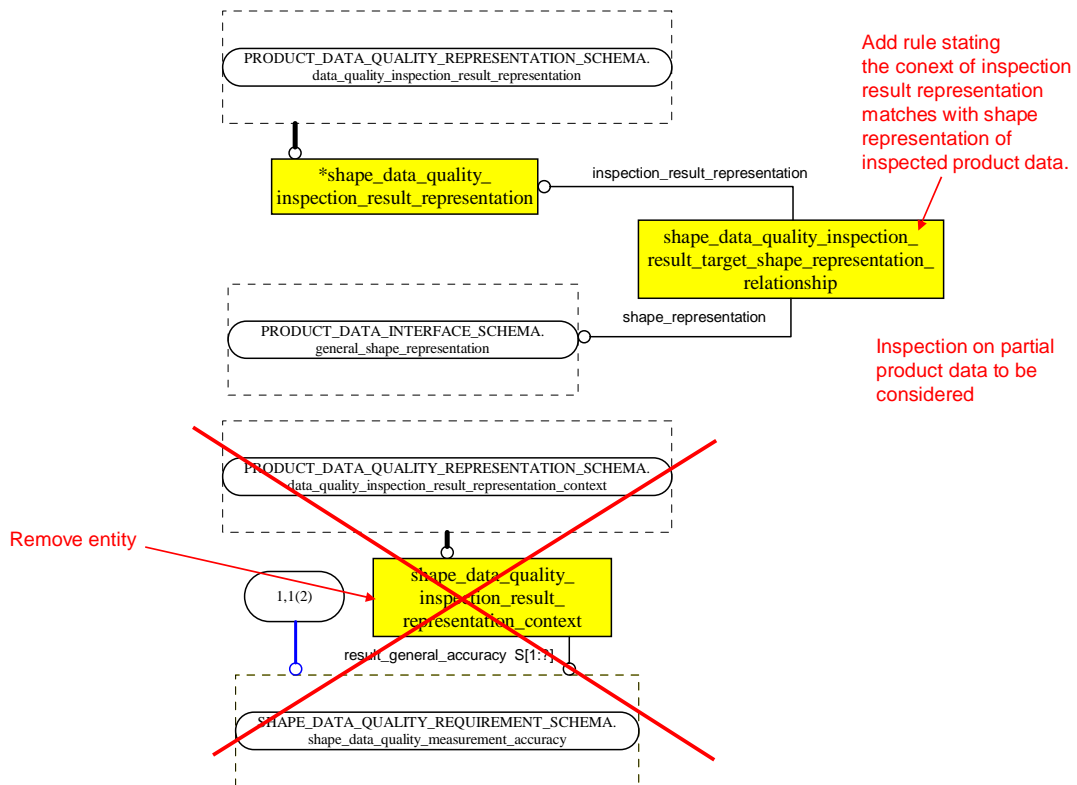 PRODUCT_DATA_QUALITY_REPRESENTATION_SCHEMA.
data_quality_inspection_result_representation
Add rule stating
the conext of inspection
result representation
matches with shape
representation of
inspected product data.
*shape_data_quality_
inspection_result_representation
inspection_result_representation
shape_data_quality_inspection_
result_target_shape_representation_
relationship
shape_representation
PRODUCT_DATA_INTERFACE_SCHEMA.
general_shape_representation
Inspection on partial
product data to be
considered
PRODUCT_DATA_QUALITY_REPRESENTATION_SCHEMA.
data_quality_inspection_result_representation_context
Remove entity
shape_data_quality_
inspection_result_
representation_context
1,1(2)
result_general_accuracy S[1:?]
SHAPE_DATA_QUALITY_REQUIREMENT_SCHEMA.
shape_data_quality_measurement_accuracy